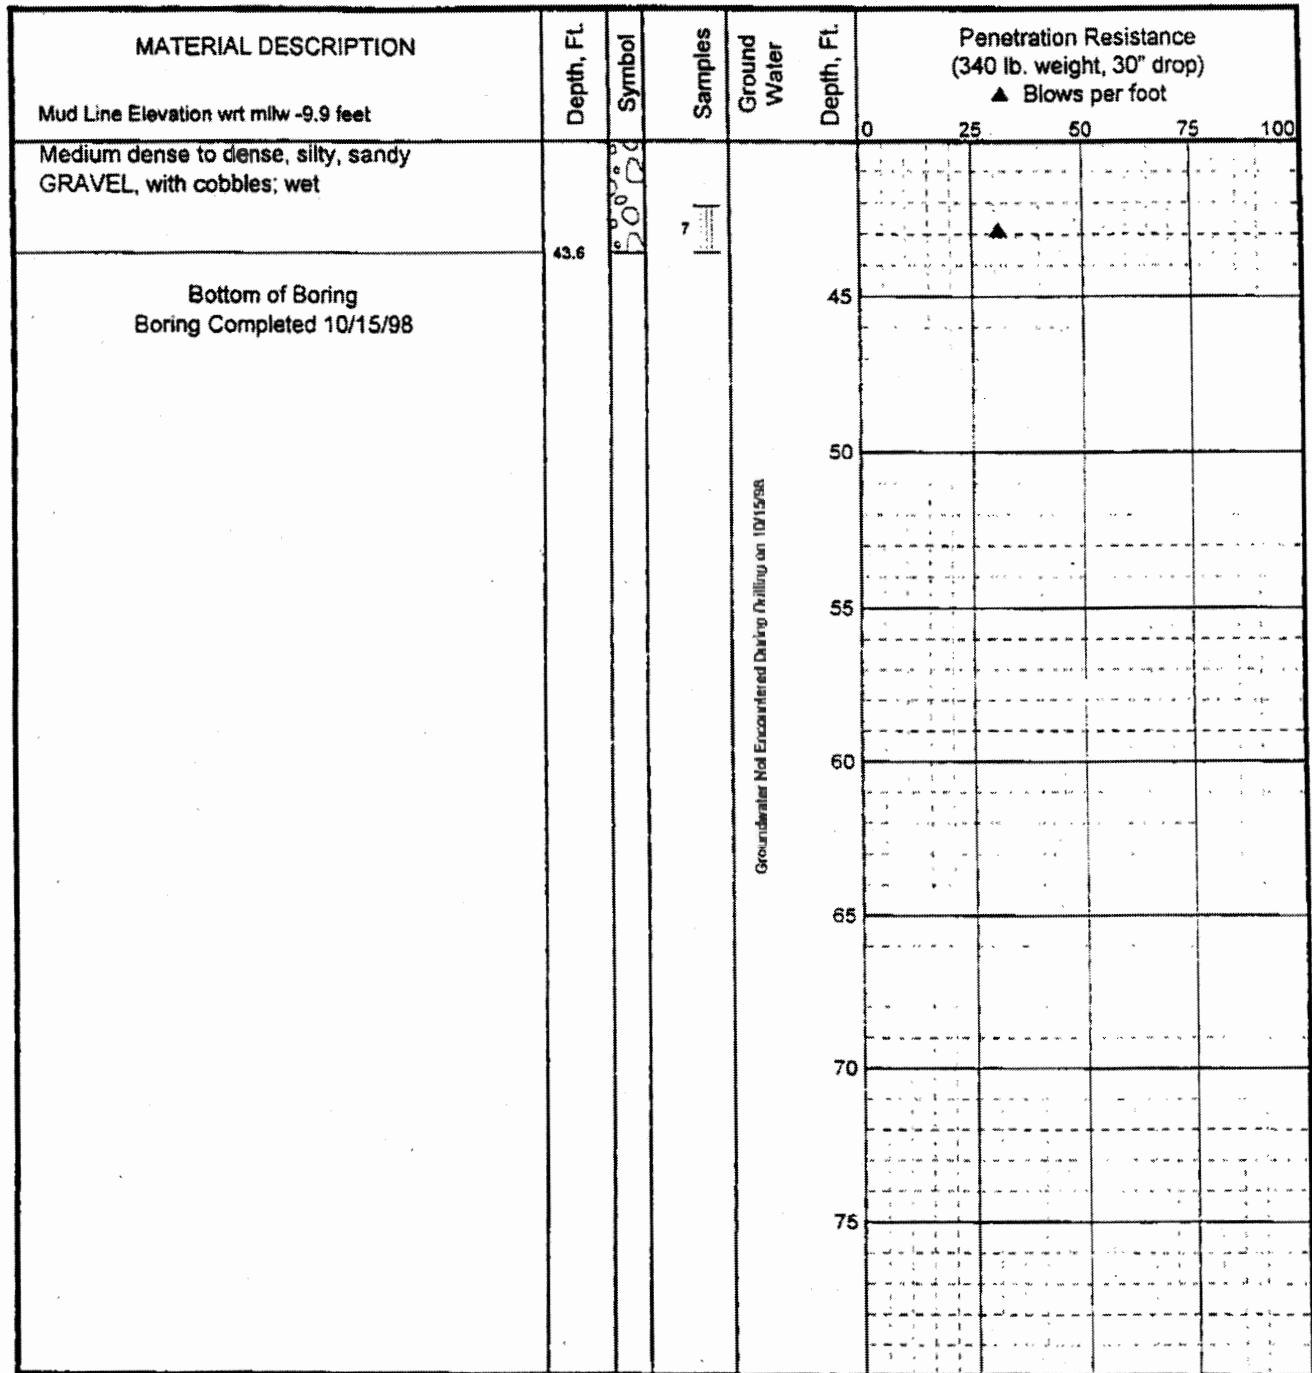 MATERIAL DESCRIPTION
Mud Line Elevation wrt mllw -9.9 feet
Depth, Ft.
Symbol
Samples
Ground
Water
Depth, Ft.
Penetration Resistance
(340 lb. weight, 30" drop)
▲ Blows per foot
0 25 50 75 100
Medium dense to dense, silty, sandy
GRAVEL, with cobbles; wet
7
43.6
Bottom of Boring
Boring Completed 10/15/98
Groundwater Not Encountered During Drilling on 10/15/98
45
50
55
60
65
70
75